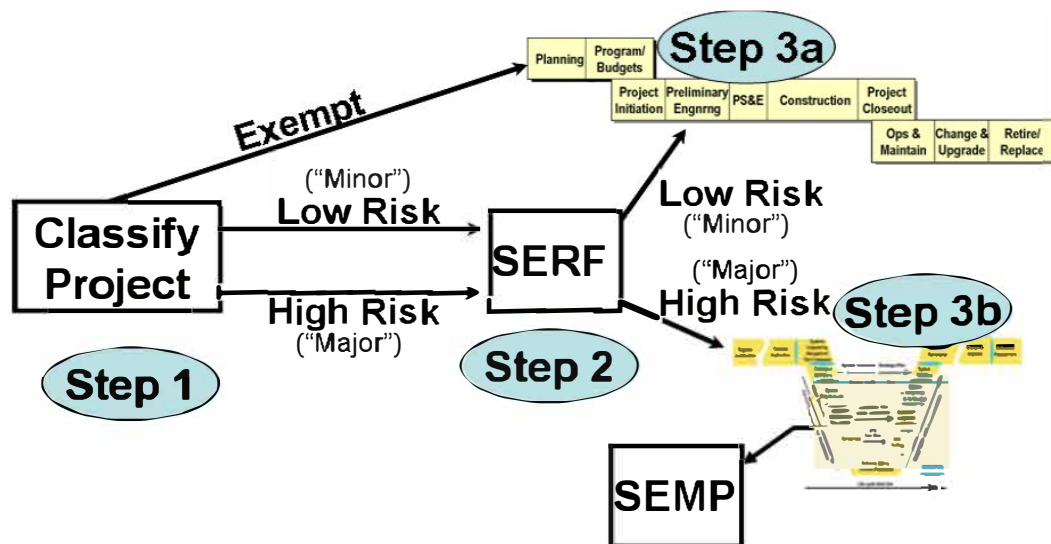 Step 3a
Planning
Program/
Budgets
Project
Initiation
Preliminary
Engnrng
PS&E
Construction
Project
Closeout
Ops &
Maintain
Change &
Upgrade
Retire/
Replace
Exempt
("Minor")
Low Risk
Classify
Project
High Risk
("Major")
SERF
Low Risk
("Minor")
("Major")
High Risk
Step 3b
Step 1
Step 2
SEMP